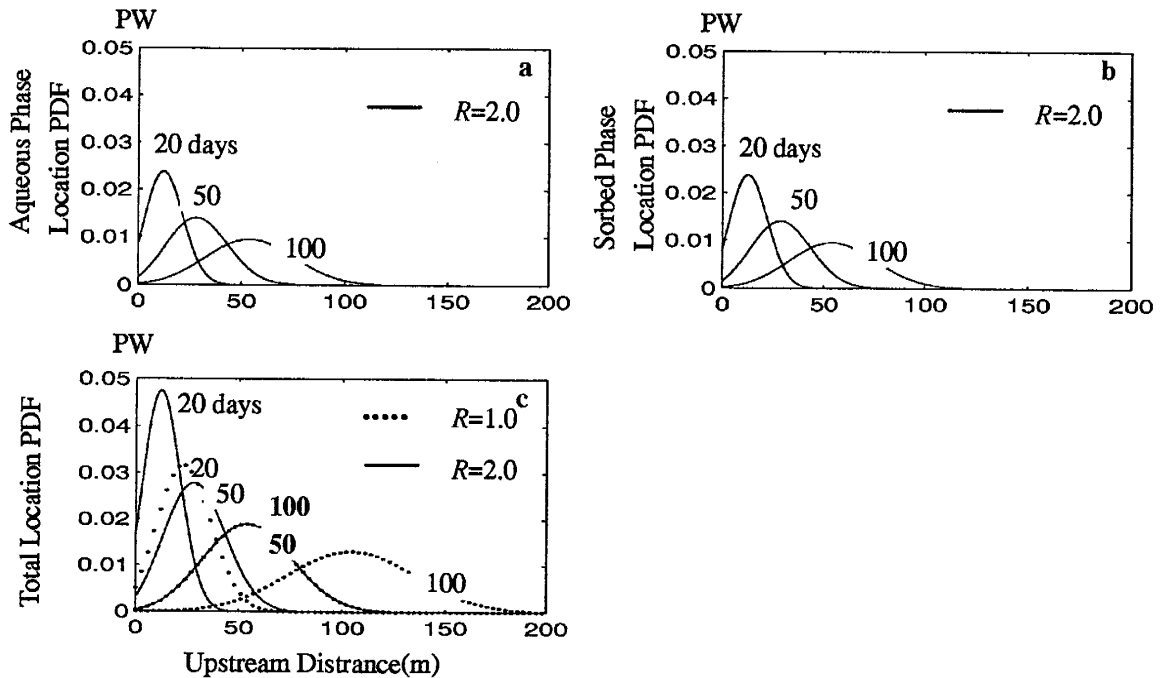 PW
0.05
0.04
0.03
0.02
0.01
0
0
50
100
150
200
Aqueous Phase
Location PDF
a
R=2.0
20 days
50
100
PW
0.05
0.04
0.03
0.02
0.01
0
0
50
100
150
200
Sorbed Phase
Location PDF
b
R=2.0
20 days
50
100
PW
0.05
0.04
0.03
0.02
0.01
0
0
50
100
150
200
Total Location PDF
c
R=1.0
R=2.0
20 days
20
50
100
50
100
Upstream Distrance(m)